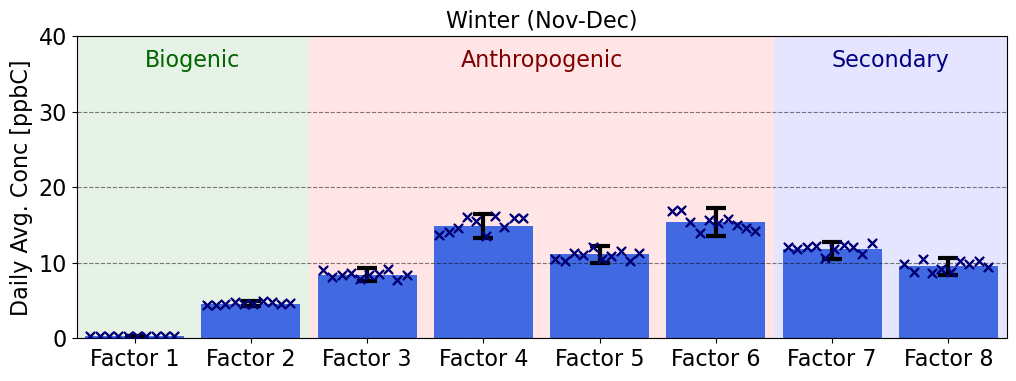 Winter (Nov-Dec)
Daily Avg. Conc [ppbC]
40
30
20
10
0
Biogenic
Anthropogenic
Secondary
Factor 1
Factor 2
Factor 3
Factor 4
Factor 5
Factor 6
Factor 7
Factor 8